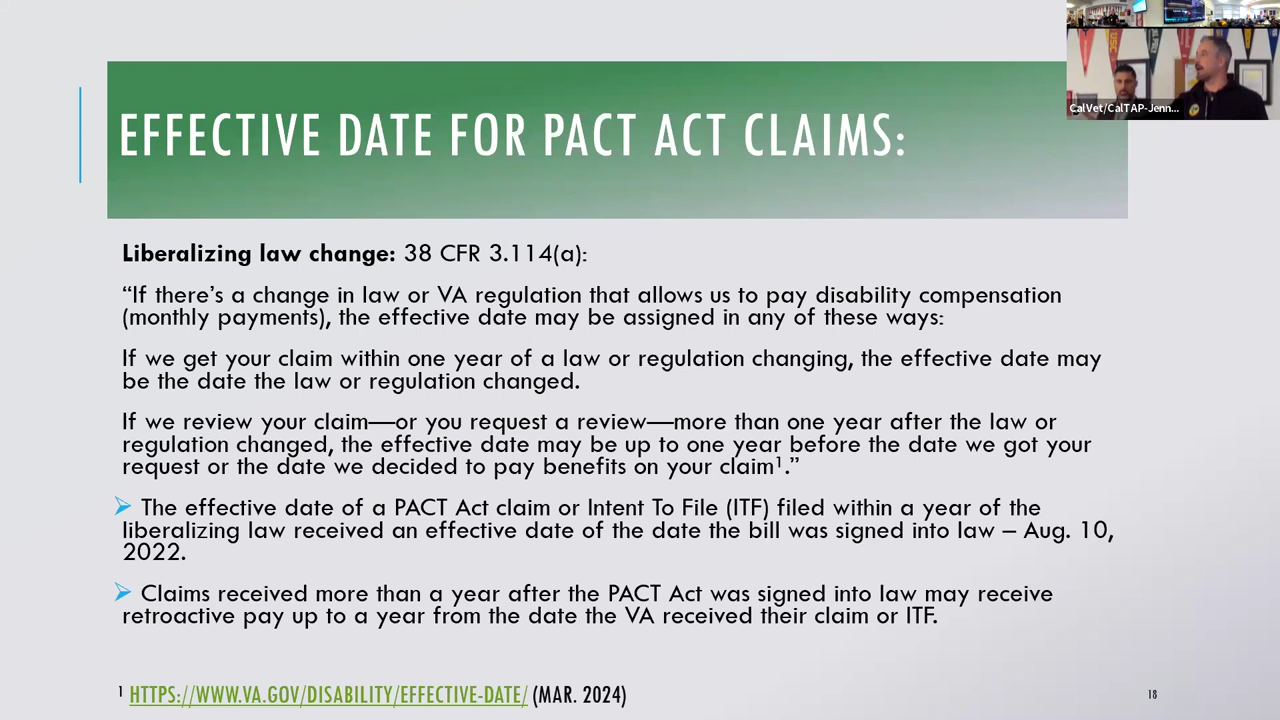 EFFECTIVE DATE FOR PACT ACT CLAIMS:
CalVet/CalTAP-Jenn...
USC
Liberalizing law change: 38 CFR 3.114(a):
“If there’s a change in law or VA regulation that allows us to pay disability compensation
(monthly payments), the effective date may be assigned in any of these ways:
If we get your claim within one year of a law or regulation changing, the effective date may
be the date the law or regulation changed.
If we review your claim—or you request a review—more than one year after the law or
regulation changed, the effective date may be up to one year before the date we got your
request or the date we decided to pay benefits on your claim¹.”
➢ The effective date of a PACT Act claim or Intent To File (ITF) filed within a year of the
liberalizing law received an effective date of the date the bill was signed into law – Aug. 10,
2022.
➢ Claims received more than a year after the PACT Act was signed into law may receive
retroactive pay up to a year from the date the VA received their claim or ITF.
¹ HTTPS://WWW.VA.GOV/DISABILITY/EFFECTIVE-DATE/ (MAR. 2024)
18